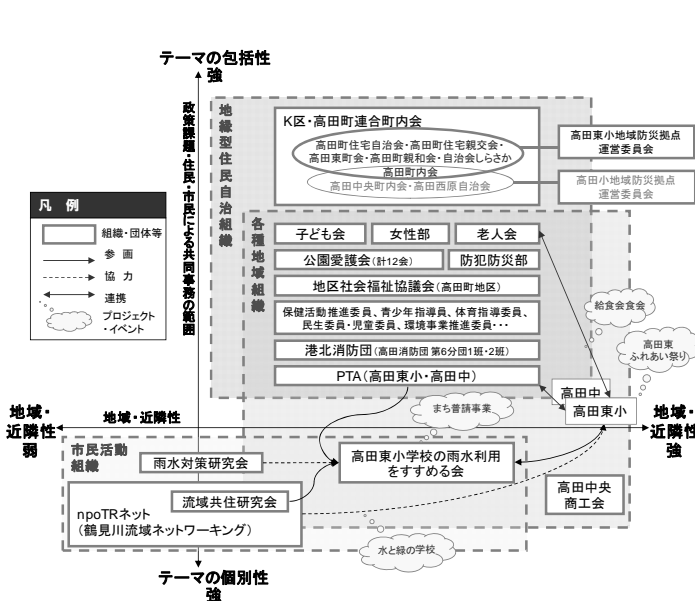 テーマの包括性
強
政策課題・住民・市民による共同事務の範囲
地縁型住民自治組織
K区・高田町連合町内会
高田町住宅自治会・高田町住宅親交会・
高田東町会・高田町親和会・自治会しらさか
高田町内会
高田中央町内会・高田西原自治会
高田東小地域防災拠点
運営委員会
高田小地域防災拠点
運営委員会
凡 例
組織・団体等
参 画
協 力
連携
プロジェクト
・イベント
各種地域組織
子ども会
女性部
老人会
公園愛護会(計12会)
防犯防災部
地区社会福祉協議会(高田町地区)
保健活動推進委員、青少年指導員、体育指導委員、
民生委員・児童委員、環境事業推進委員・・・
港北消防団(高田消防団 第6分団1班・2班)
PTA(高田東小・高田中)
給食会食会
高田東
ふれあい祭り
高田中
高田東小
まち普請事業
地域・
近隣性
弱
地域・近隣性
地域・
近隣性
強
市民活動
組織
雨水対策研究会
高田東小学校の雨水利用
をすすめる会
流域共住研究会
npoTRネット
(鶴見川流域ネットワーキング)
高田中央
商工会
水と緑の学校
テーマの個別性
強